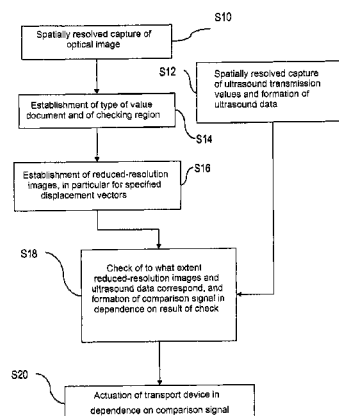 S10
Spatially resolved capture of
optical image
S12
Spatially resolved capture
of ultrasound transmission
values and formation of
ultrasound data
Establishment of type of value
document and of checking region
S14
S16
Establishment of reduced-resolution
images, in particular for specified
displacement vectors
S18
Check of to what extent
reduced-resolution images and
ultrasound data correspond, and
formation of comparison signal in
dependence on result of check
S20
Actuation of transport device in
dependence on comparison signal